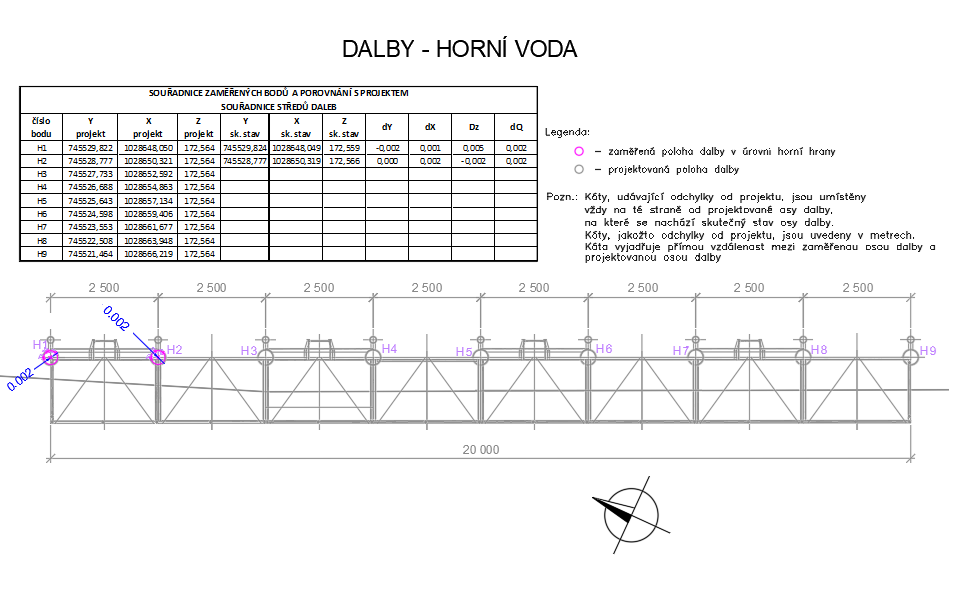 DALBY - HORNÍ VODA
SOUŘADNICE ZAMĚŘENÝCH BODŮ A POROVNÁNÍ S PROJEKTEM
SOUŘADNICE STŘEDŮ DALEB
číslo bodu Y projekt X projekt Z projekt Y sk. stav X sk. stav Z sk. stav dY dX Dz dQ
H1 745529,822 1028648,050 172,564 745529,824 1028648,049 172,559 -0,002 0,001 0,005 0,002
H2 745528,777 1028650,321 172,564 745528,777 1028650,319 172,566 0,000 0,002 -0,002 0,002
H3 745527,733 1028652,592 172,564
H4 745526,688 1028654,863 172,564
H5 745525,643 1028657,134 172,564
H6 745524,598 1028659,406 172,564
H7 745523,553 1028661,677 172,564
H8 745522,508 1028663,948 172,564
H9 745521,464 1028666,219 172,564
Legenda:
– zaměřená poloha dalby v úrovni horní hrany
– projektovaná poloha dalby
Pozn.: Kóty, udávající odchylky od projektu, jsou umístěny
vždy na té straně od projektované osy dalby,
na které se nachází skutečný stav osy dalby.
Kóty, jakožto odchylky od projektu, jsou uvedeny v metrech.
Kóta vyjadřuje přímou vzdálenost mezi zaměřenou osou dalby a
projektovanou osou dalby
2 500 2 500 2 500 2 500 2 500 2 500 2 500 2 500
0.002
H1 H2 H3 H4 H5 H6 H7 H8 H9
0.002
20 000